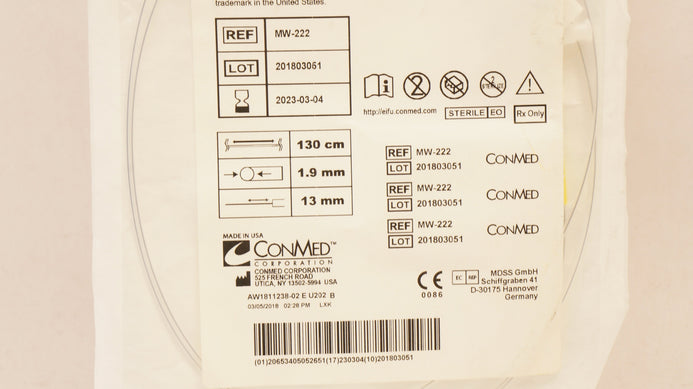 trademark in the United States.
REF MW-222
LOT 201803051
2023-03-04
2
http://eifu.conmed.com
STERILE EO
Rx Only
130 cm
1.9 mm
13 mm
REF MW-222
LOT 201803051
CONMED
REF MW-222
LOT 201803051
CONMED
REF MW-222
LOT 201803051
CONMED
MADE IN USA
CONMED™
CORPORATION
CONMED CORPORATION
525 FRENCH ROAD
UTICA, NY 13502-5994 USA
CE
0086
EC REP
MDSS GmbH
Schiffgraben 41
D-30175 Hannover
Germany
AW1811238-02 E U202 B
03/05/2018 02:28 PM LXK
(01)20653405052651(17)230304(10)201803051